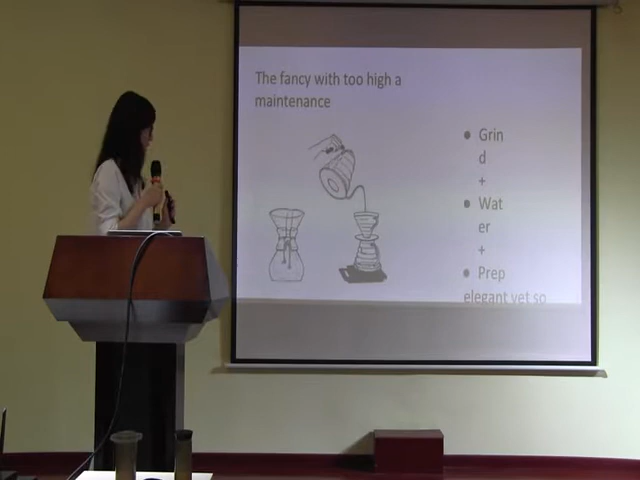 The fancy with too high a
maintenance
Grin
d
+
Wat
er
+
Prep
elegant yet so